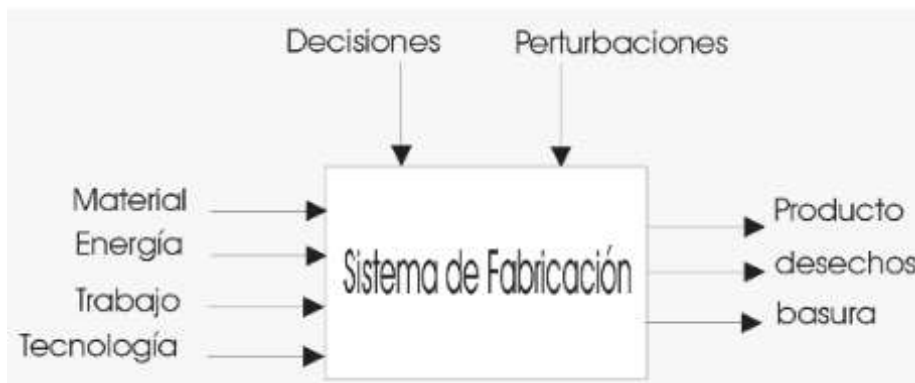 Decisiones
Perturbaciones
Material
Energía
Trabajo
Tecnología
Sistema de Fabricación
Producto
desechos
basura